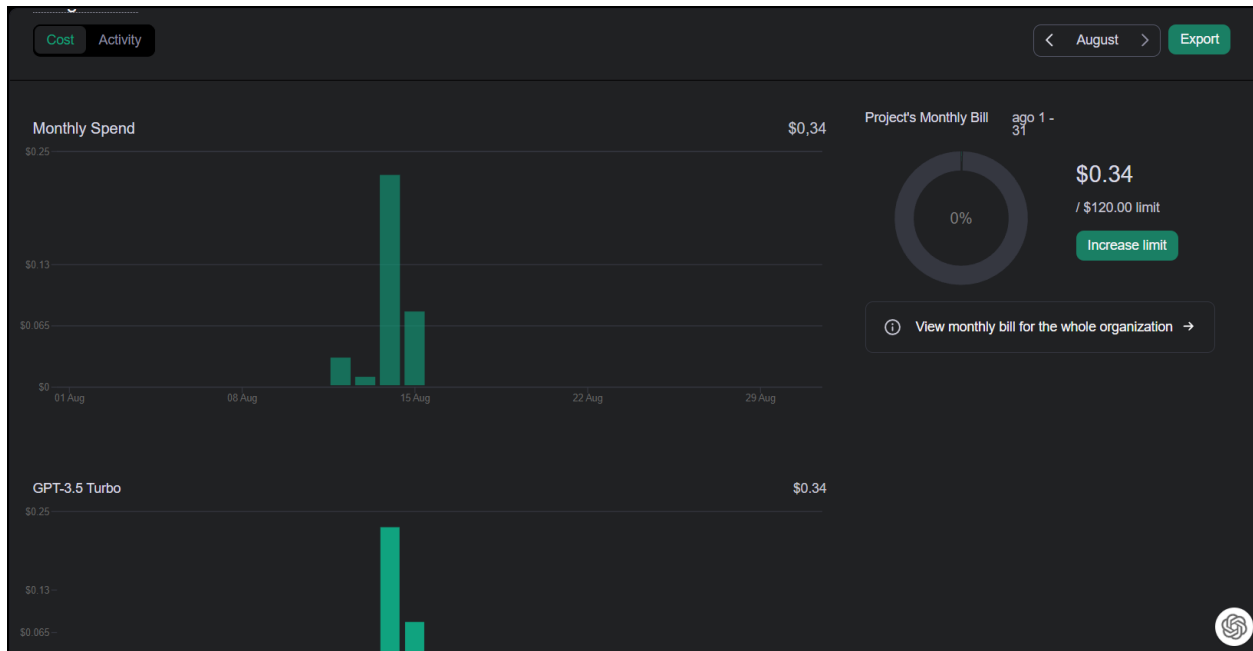 Cost Activity
August
Export
Monthly Spend
$0,34
$0.25
$0.13
$0.065
$0
01 Aug 08 Aug 15 Aug 22 Aug 29 Aug
Project's Monthly Bill
ago 1 -
31
0%
$0.34
/ $120.00 limit
Increase limit
View monthly bill for the whole organization →
GPT-3.5 Turbo
$0.34
$0.25
$0.13
$0.065